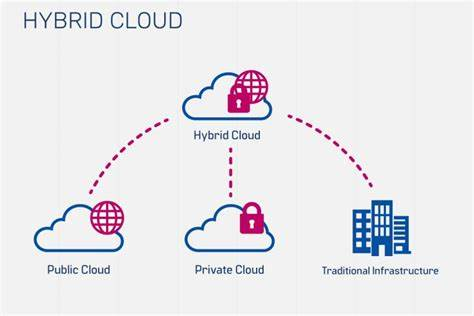 HYBRID CLOUD
Hybrid Cloud
Public Cloud
Private Cloud
Traditional Infrastructure